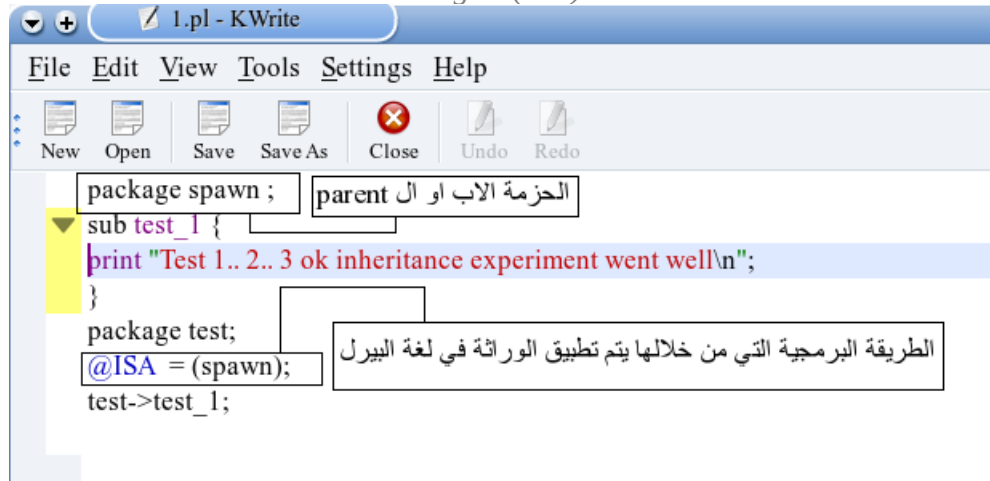 1.pl - KWrite
File Edit View Tools Settings Help
New Open Save Save As Close Undo Redo
package spawn ;
الحزمة الاب او ال parent
sub test_1 {
print "Test 1.. 2.. 3 ok inheritance experiment went well\n";
}
package test;
الطريقة البرمجية التي من خلالها يتم تطبيق الوراثة في لغة البيرل
@ISA = (spawn);
test->test_1;